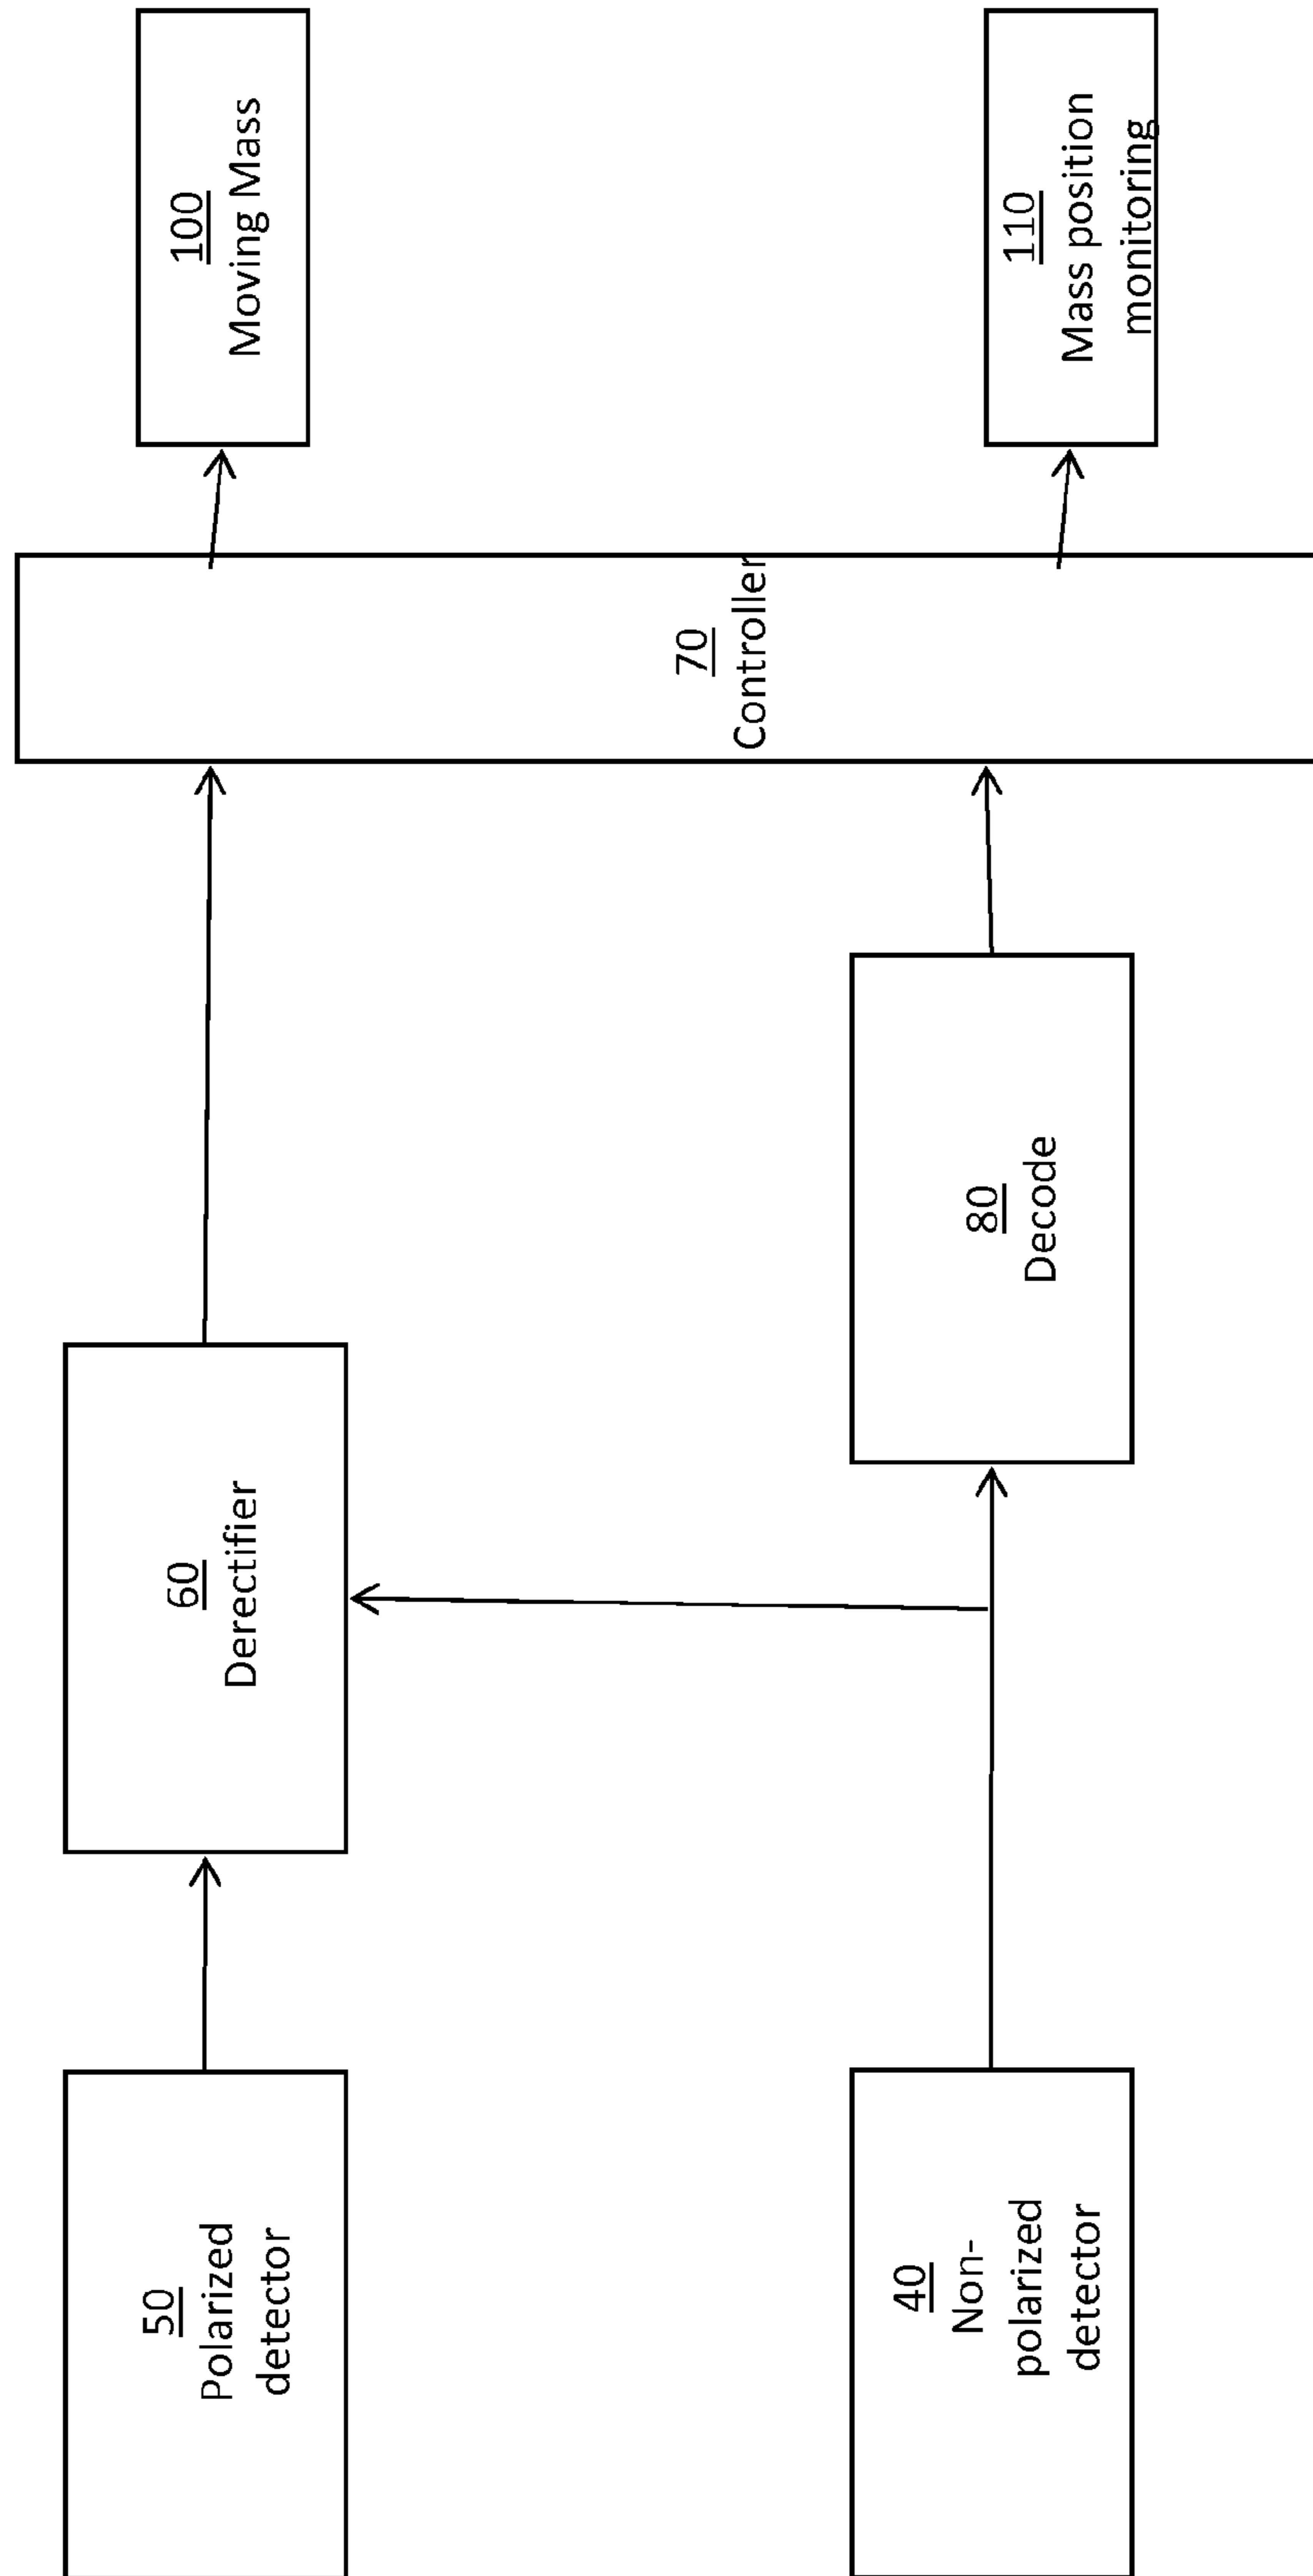 50
Polarized
detector
60
Derectifier
70
Controller
100
Moving Mass
40
Non-
polarized
detector
80
Decode
110
Mass position
monitoring